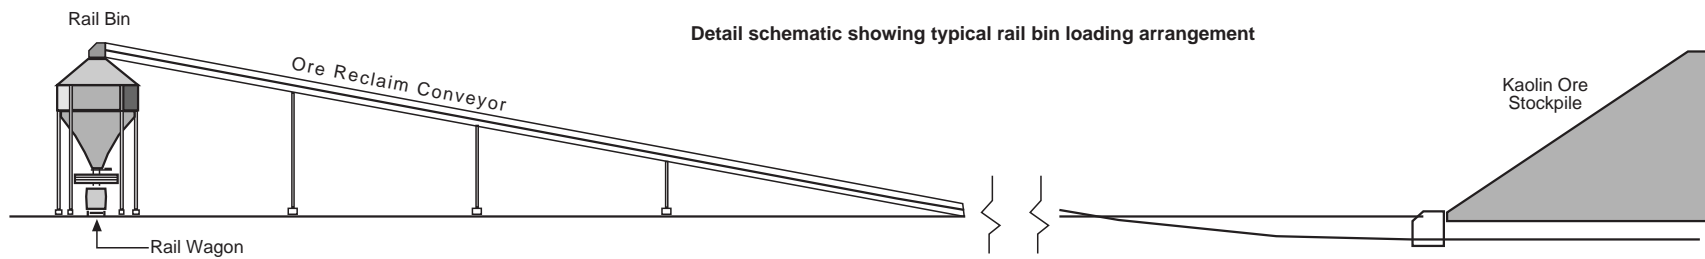 Rail Bin
Detail schematic showing typical rail bin loading arrangement
Ore Reclaim Conveyor
Kaolin Ore
Stockpile
Rail Wagon